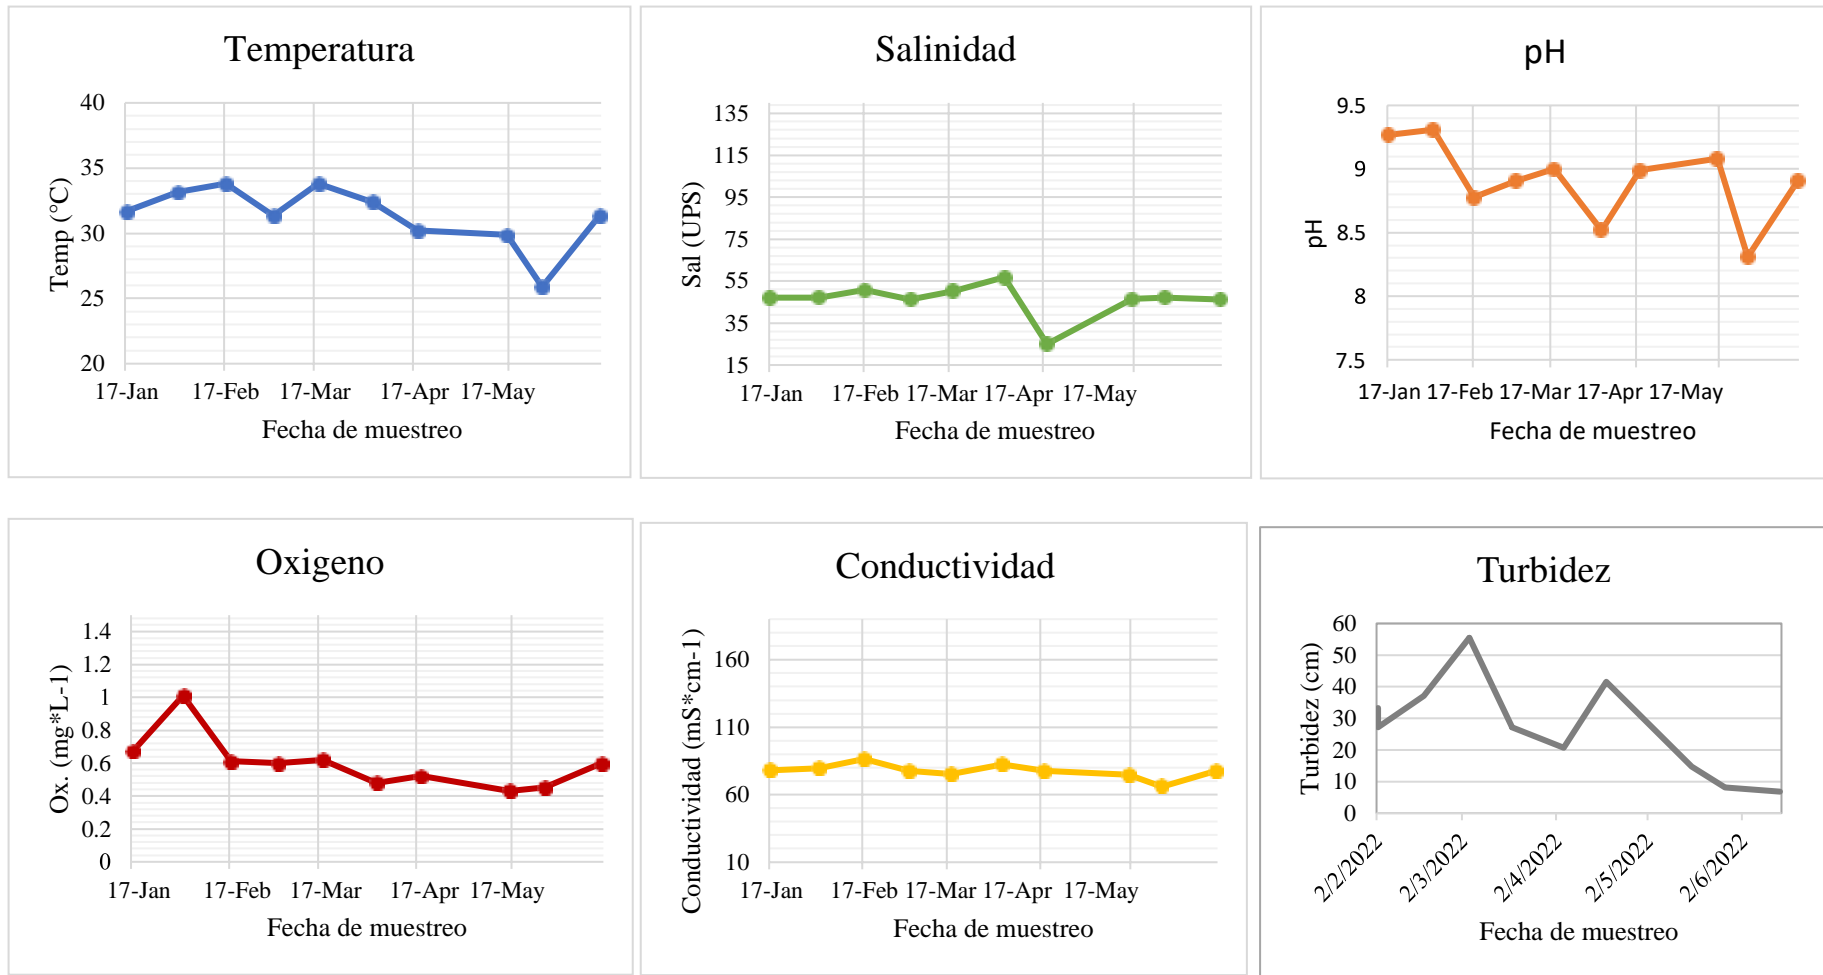 Temperatura
40
35
30
25
20
Temp (°C)
17-Jan 17-Feb 17-Mar 17-Apr 17-May
Fecha de muestreo
Salinidad
135
115
95
75
55
35
15
Sal (UPS)
17-Jan 17-Feb 17-Mar 17-Apr 17-May
Fecha de muestreo
pH
9.5
9
8.5
8
7.5
pH
17-Jan 17-Feb 17-Mar 17-Apr 17-May
Fecha de muestreo
Oxigeno
1.4
1.2
1
0.8
0.6
0.4
0.2
0
Ox. (mg*L-1)
17-Jan 17-Feb 17-Mar 17-Apr 17-May
Fecha de muestreo
Conductividad
160
110
60
10
Conductividad (mS*cm-1)
17-Jan 17-Feb 17-Mar 17-Apr 17-May
Fecha de muestreo
Turbidez
60
50
40
30
20
10
0
Turbidez (cm)
2/2/2022 2/3/2022 2/4/2022 2/5/2022 2/6/2022
Fecha de muestreo